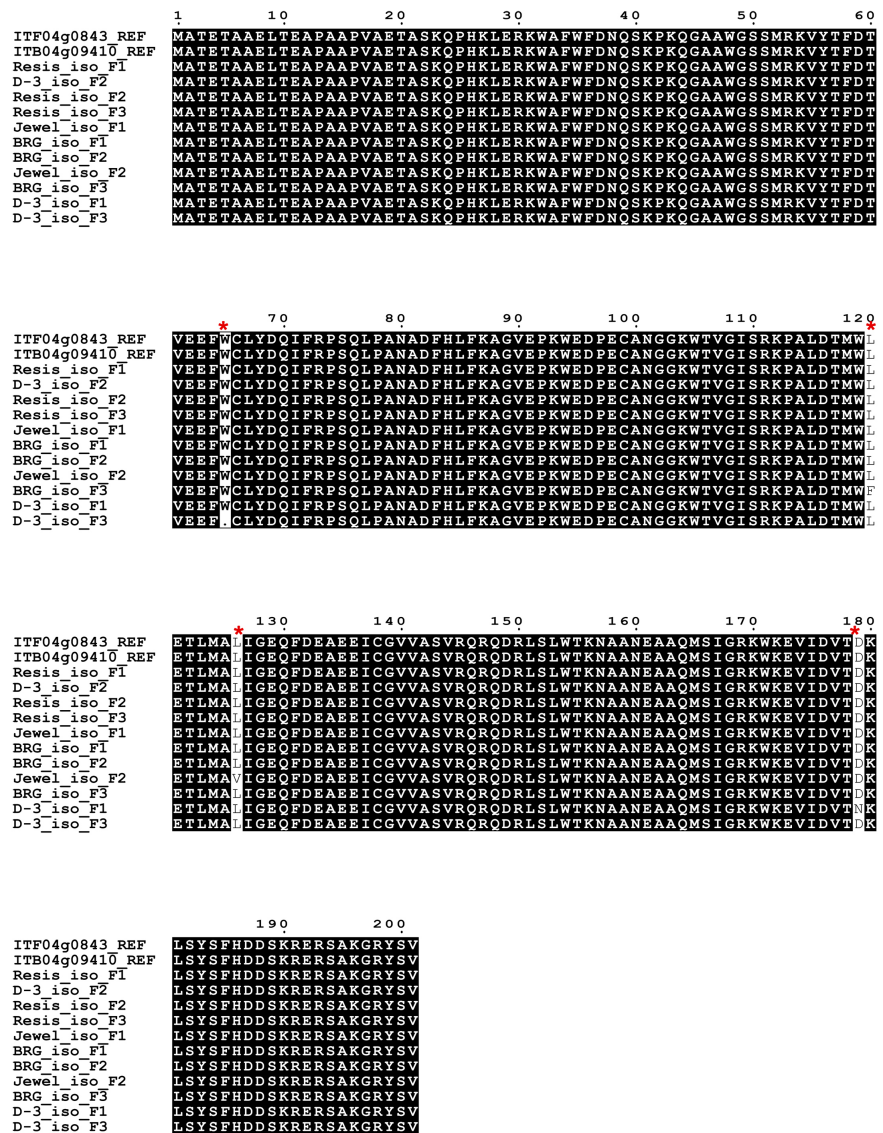 1 10 20 30 40 50 60
ITF04g0843_REF MATETAAELTEAPAAPVAETASKQPHKLERKWAFWFDNQSKPKQGAAWGSSMRKVYTFDT
ITB04g09410_REF MATETAAELTEAPAAPVAETASKQPHKLERKWAFWFDNQSKPKQGAAWGSSMRKVYTFDT
Resis_iso_F1 MATETAAELTEAPAAPVAETASKQPHKLERKWAFWFDNQSKPKQGAAWGSSMRKVYTFDT
D-3_iso_F2 MATETAAELTEAPAAPVAETASKQPHKLERKWAFWFDNQSKPKQGAAWGSSMRKVYTFDT
Resis_iso_F2 MATETAAELTEAPAAPVAETASKQPHKLERKWAFWFDNQSKPKQGAAWGSSMRKVYTFDT
Resis_iso_F3 MATETAAELTEAPAAPVAETASKQPHKLERKWAFWFDNQSKPKQGAAWGSSMRKVYTFDT
Jewel_iso_F1 MATETAAELTEAPAAPVAETASKQPHKLERKWAFWFDNQSKPKQGAAWGSSMRKVYTFDT
BRG_iso_F1 MATETAAELTEAPAAPVAETASKQPHKLERKWAFWFDNQSKPKQGAAWGSSMRKVYTFDT
BRG_iso_F2 MATETAAELTEAPAAPVAETASKQPHKLERKWAFWFDNQSKPKQGAAWGSSMRKVYTFDT
Jewel_iso_F2 MATETAAELTEAPAAPVAETASKQPHKLERKWAFWFDNQSKPKQGAAWGSSMRKVYTFDT
BRG_iso_F3 MATETAAELTEAPAAPVAETASKQPHKLERKWAFWFDNQSKPKQGAAWGSSMRKVYTFDT
D-3_iso_F1 MATETAAELTEAPAAPVAETASKQPHKLERKWAFWFDNQSKPKQGAAWGSSMRKVYTFDT
D-3_iso_F3 MATETAAELTEAPAAPVAETASKQPHKLERKWAFWFDNQSKPKQGAAWGSSMRKVYTFDT
70 80 90 100 110 120
* *
ITF04g0843_REF VEEFWCLYDQIFRPSQLPANADFHLFKAGVEPKWEDPECANGGKWTVGISRKPALDTMWL
ITB04g09410_REF VEEFWCLYDQIFRPSQLPANADFHLFKAGVEPKWEDPECANGGKWTVGISRKPALDTMWL
Resis_iso_F1 VEEFWCLYDQIFRPSQLPANADFHLFKAGVEPKWEDPECANGGKWTVGISRKPALDTMWL
D-3_iso_F2 VEEFWCLYDQIFRPSQLPANADFHLFKAGVEPKWEDPECANGGKWTVGISRKPALDTMWL
Resis_iso_F2 VEEFWCLYDQIFRPSQLPANADFHLFKAGVEPKWEDPECANGGKWTVGISRKPALDTMWL
Resis_iso_F3 VEEFWCLYDQIFRPSQLPANADFHLFKAGVEPKWEDPECANGGKWTVGISRKPALDTMWL
Jewel_iso_F1 VEEFWCLYDQIFRPSQLPANADFHLFKAGVEPKWEDPECANGGKWTVGISRKPALDTMWL
BRG_iso_F1 VEEFWCLYDQIFRPSQLPANADFHLFKAGVEPKWEDPECANGGKWTVGISRKPALDTMWL
BRG_iso_F2 VEEFWCLYDQIFRPSQLPANADFHLFKAGVEPKWEDPECANGGKWTVGISRKPALDTMWL
Jewel_iso_F2 VEEFWCLYDQIFRPSQLPANADFHLFKAGVEPKWEDPECANGGKWTVGISRKPALDTMWL
BRG_iso_F3 VEEFWCLYDQIFRPSQLPANADFHLFKAGVEPKWEDPECANGGKWTVGISRKPALDTMWF
D-3_iso_F1 VEEFWCLYDQIFRPSQLPANADFHLFKAGVEPKWEDPECANGGKWTVGISRKPALDTMWL
D-3_iso_F3 VEEF.CLYDQIFRPSQLPANADFHLFKAGVEPKWEDPECANGGKWTVGISRKPALDTMWL
130 140 150 160 170 180
* *
ITF04g0843_REF ETLMALIGEQFDEAEEICGVVASVRQRQDRLSLWTKNAANEAAQMSIGRKWKEVIDVTDK
ITB04g09410_REF ETLMALIGEQFDEAEEICGVVASVRQRQDRLSLWTKNAANEAAQMSIGRKWKEVIDVTDK
Resis_iso_F1 ETLMALIGEQFDEAEEICGVVASVRQRQDRLSLWTKNAANEAAQMSIGRKWKEVIDVTDK
D-3_iso_F2 ETLMALIGEQFDEAEEICGVVASVRQRQDRLSLWTKNAANEAAQMSIGRKWKEVIDVTDK
Resis_iso_F2 ETLMALIGEQFDEAEEICGVVASVRQRQDRLSLWTKNAANEAAQMSIGRKWKEVIDVTDK
Resis_iso_F3 ETLMALIGEQFDEAEEICGVVASVRQRQDRLSLWTKNAANEAAQMSIGRKWKEVIDVTDK
Jewel_iso_F1 ETLMALIGEQFDEAEEICGVVASVRQRQDRLSLWTKNAANEAAQMSIGRKWKEVIDVTDK
BRG_iso_F1 ETLMALIGEQFDEAEEICGVVASVRQRQDRLSLWTKNAANEAAQMSIGRKWKEVIDVTDK
BRG_iso_F2 ETLMALIGEQFDEAEEICGVVASVRQRQDRLSLWTKNAANEAAQMSIGRKWKEVIDVTDK
Jewel_iso_F2 ETLMAVIGEQFDEAEEICGVVASVRQRQDRLSLWTKNAANEAAQMSIGRKWKEVIDVTDK
BRG_iso_F3 ETLMALIGEQFDEAEEICGVVASVRQRQDRLSLWTKNAANEAAQMSIGRKWKEVIDVTDK
D-3_iso_F1 ETLMALIGEQFDEAEEICGVVASVRQRQDRLSLWTKNAANEAAQMSIGRKWKEVIDVTNK
D-3_iso_F3 ETLMALIGEQFDEAEEICGVVASVRQRQDRLSLWTKNAANEAAQMSIGRKWKEVIDVTDK
190 200
ITF04g0843_REF LSYSFHDDSKRERSAKGRYSV
ITB04g09410_REF LSYSFHDDSKRERSAKGRYSV
Resis_iso_F1 LSYSFHDDSKRERSAKGRYSV
D-3_iso_F2 LSYSFHDDSKRERSAKGRYSV
Resis_iso_F2 LSYSFHDDSKRERSAKGRYSV
Resis_iso_F3 LSYSFHDDSKRERSAKGRYSV
Jewel_iso_F1 LSYSFHDDSKRERSAKGRYSV
BRG_iso_F1 LSYSFHDDSKRERSAKGRYSV
BRG_iso_F2 LSYSFHDDSKRERSAKGRYSV
Jewel_iso_F2 LSYSFHDDSKRERSAKGRYSV
BRG_iso_F3 LSYSFHDDSKRERSAKGRYSV
D-3_iso_F1 LSYSFHDDSKRERSAKGRYSV
D-3_iso_F3 LSYSFHDDSKRERSAKGRYSV